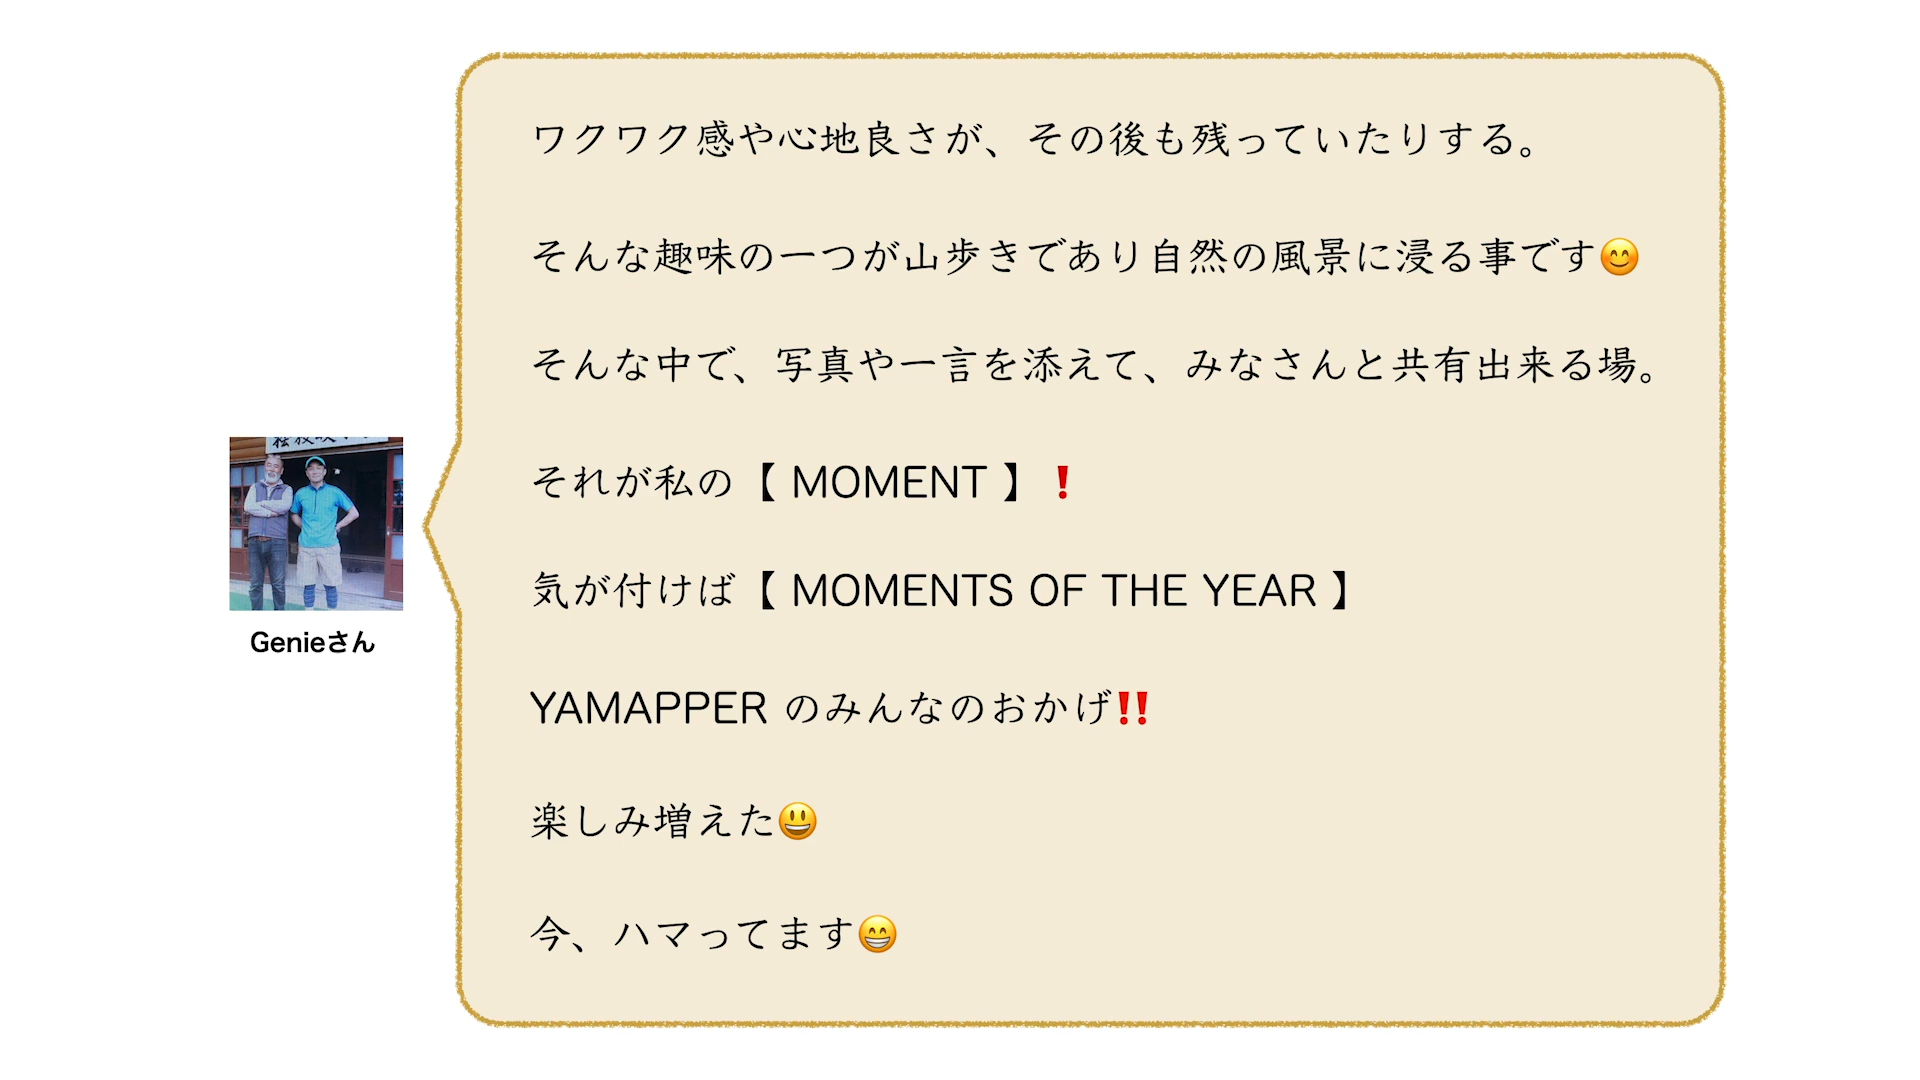 ワクワク感や心地良さが、その後も残っていたりする。
そんな趣味の一つが山歩きであり自然の風景に浸る事です😊
そんな中で、写真や一言を添えて、みなさんと共有出来る場。
それが私の【 MOMENT 】❗
気が付けば【 MOMENTS OF THE YEAR 】
YAMAPPER のみんなのおかげ‼️
楽しみ増えた😃
今、ハマってます😁
Genieさん